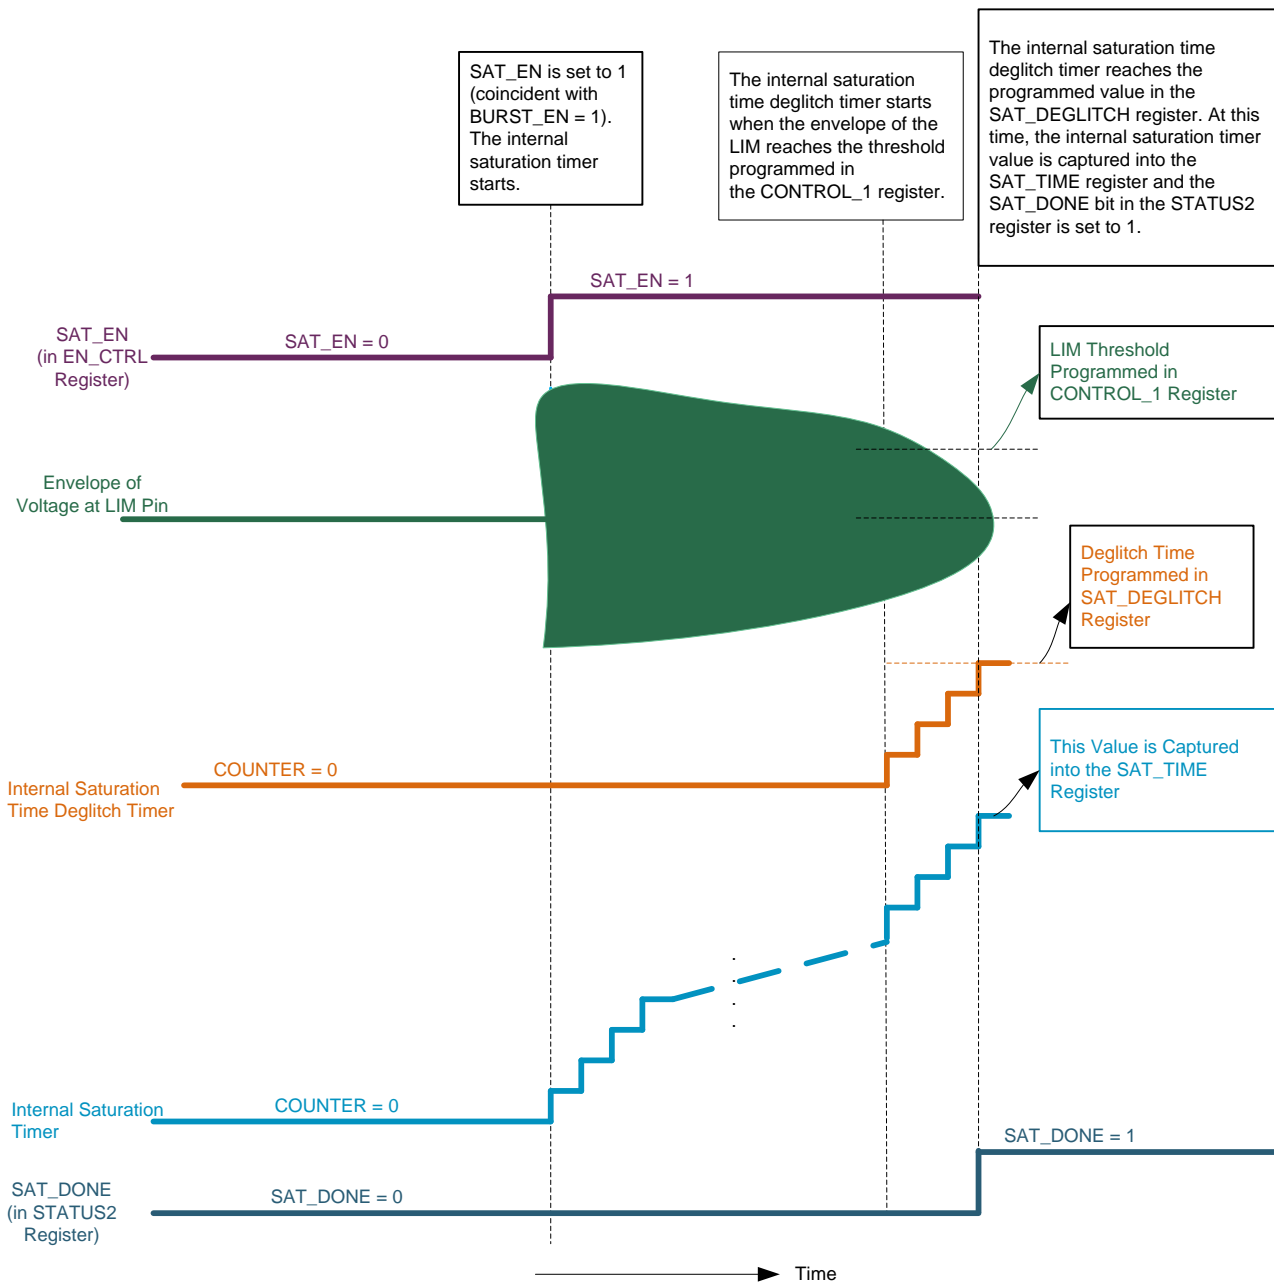 SAT_EN is set to 1
(coincident with
BURST_EN = 1).
The internal
saturation timer
starts.
The internal saturation
time deglitch timer starts
when the envelope of the
LIM reaches the threshold
programmed in
the CONTROL_1 register.
The internal saturation time
deglitch timer reaches the
programmed value in the
SAT_DEGLITCH register. At this
time, the internal saturation timer
value is captured into the
SAT_TIME register and the
SAT_DONE bit in the STATUS2
register is set to 1.
SAT_EN = 1
SAT_EN
(in EN_CTRL
Register)
SAT_EN = 0
LIM Threshold
Programmed in
CONTROL_1 Register
Envelope of
Voltage at LIM Pin
Deglitch Time
Programmed in
SAT_DEGLITCH
Register
COUNTER = 0
Internal Saturation
Time Deglitch Timer
This Value is Captured
into the SAT_TIME
Register
Internal Saturation
Timer
COUNTER = 0
SAT_DONE = 1
SAT_DONE
(in STATUS2
Register)
SAT_DONE = 0
Time